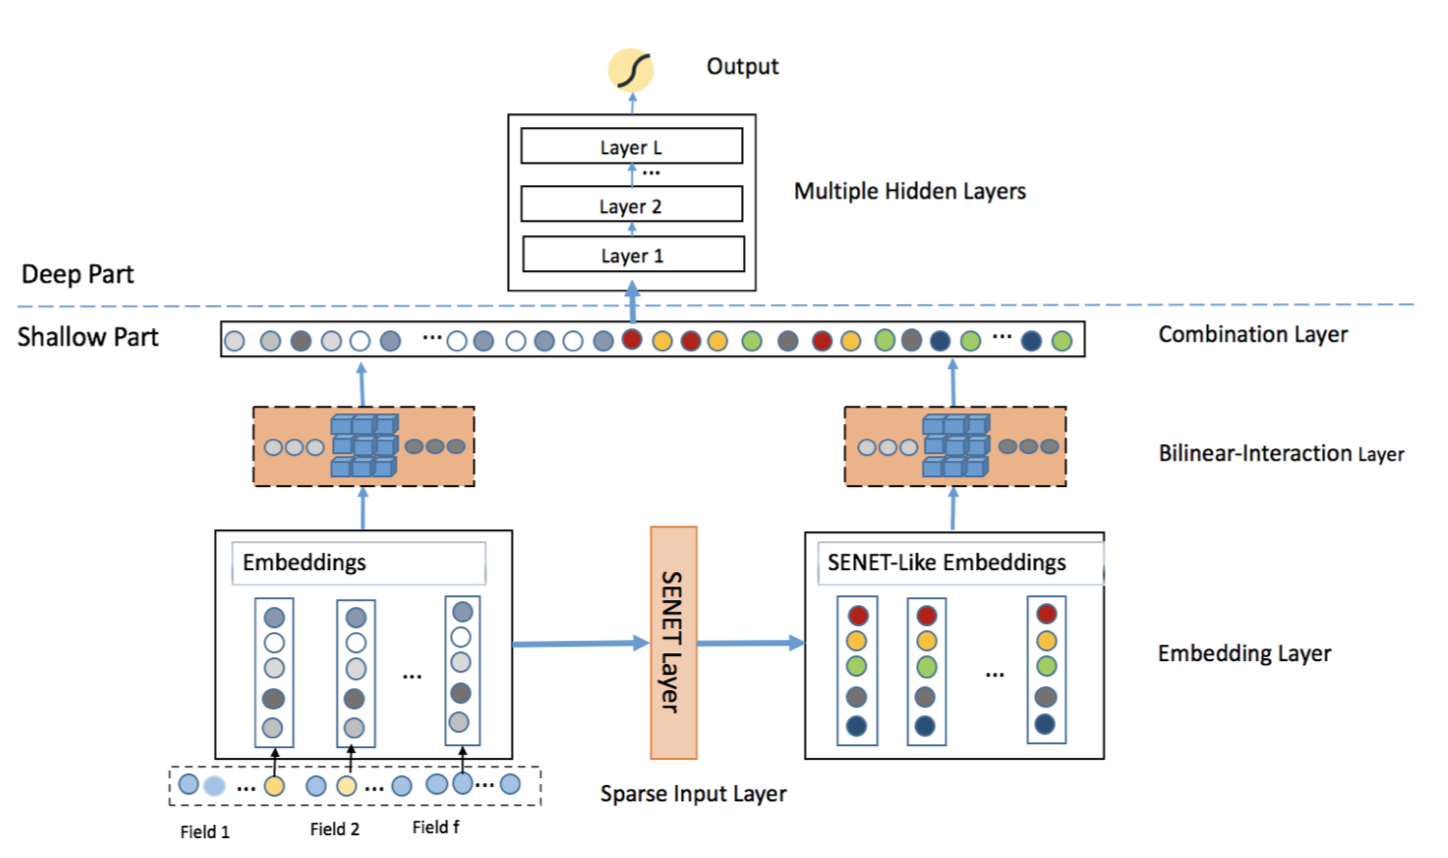 Output
Layer L
...
Multiple Hidden Layers
Layer 2
Layer 1
Deep Part
Shallow Part
...
...
Combination Layer
Bilinear-Interaction Layer
Embeddings
...
SENET Layer
SENET-Like Embeddings
...
Embedding Layer
...
...
...
Sparse Input Layer
Field 1
Field 2
Field f